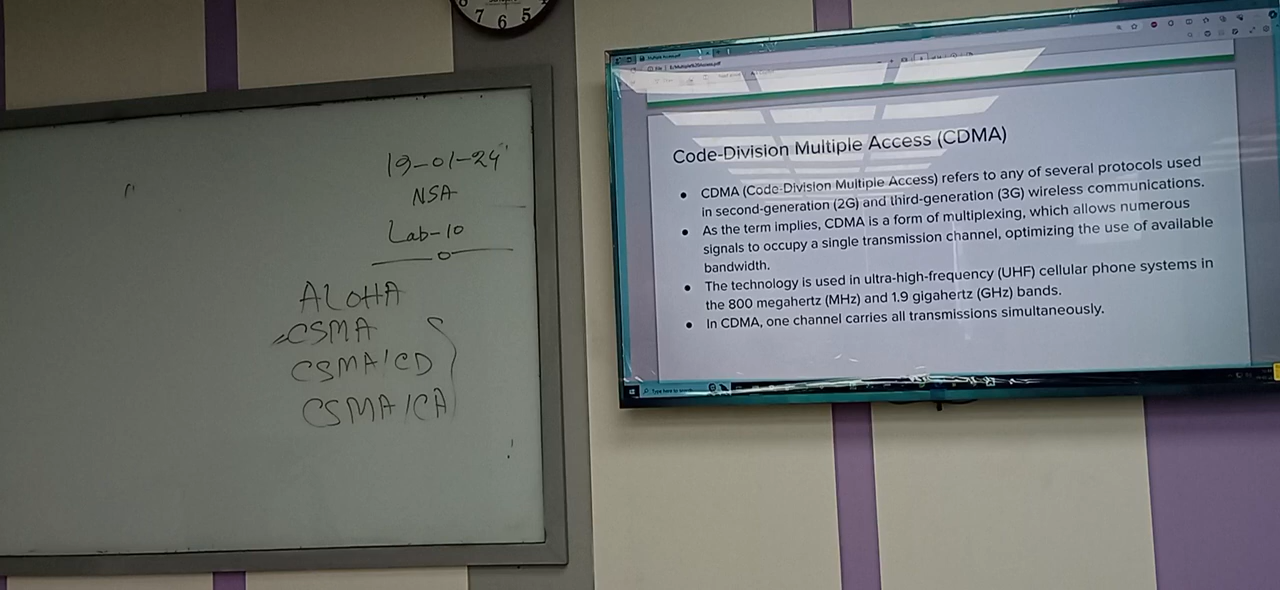 7 6 5
19-01-24
NSA
Lab-10
ALOHA
CSMA
CSMA/CD
CSMA/CA
Code-Division Multiple Access (CDMA)
● CDMA (Code-Division Multiple Access) refers to any of several protocols used
in second-generation (2G) and third-generation (3G) wireless communications.
● As the term implies, CDMA is a form of multiplexing, which allows numerous
signals to occupy a single transmission channel, optimizing the use of available
bandwidth.
● The technology is used in ultra-high-frequency (UHF) cellular phone systems in
the 800 megahertz (MHz) and 1.9 gigahertz (GHz) bands.
● In CDMA, one channel carries all transmissions simultaneously.
Type here to search